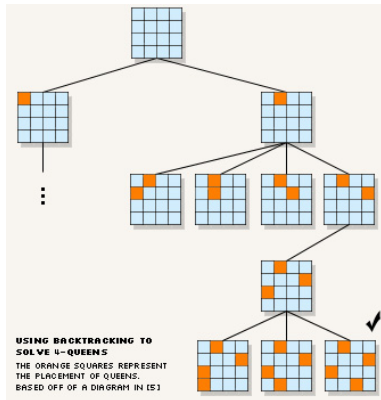 USING BACKTRACKING TO
SOLVE 4-QUEENS
THE ORANGE SQUARES REPRESENT
THE PLACEMENT OF QUEENS.
BASED OFF OF A DIAGRAM IN [5]